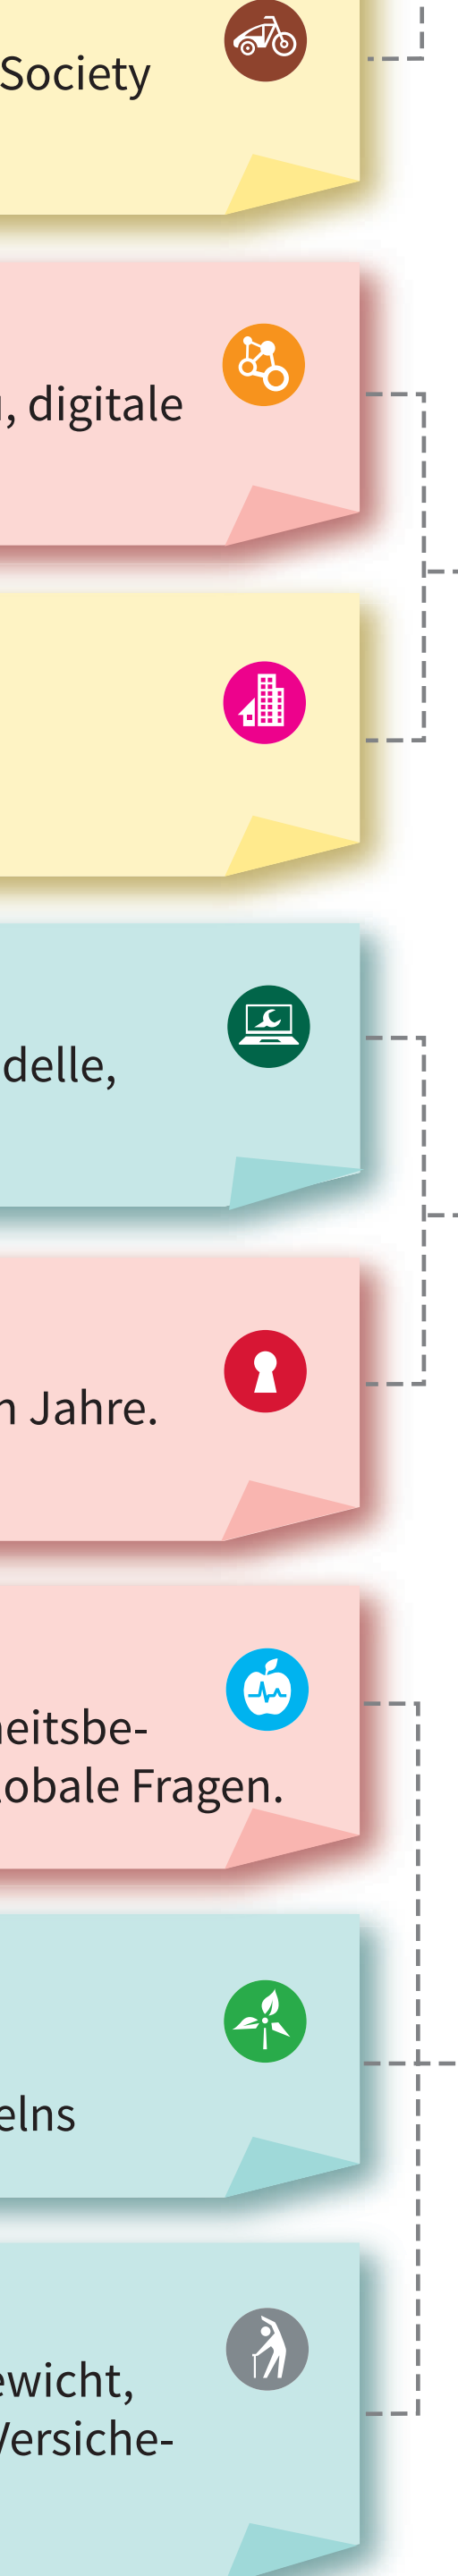 Society
, digitale
delle,
n Jahre.
eitsbe-
obale Fragen.
elns
ewicht,
Versiche-